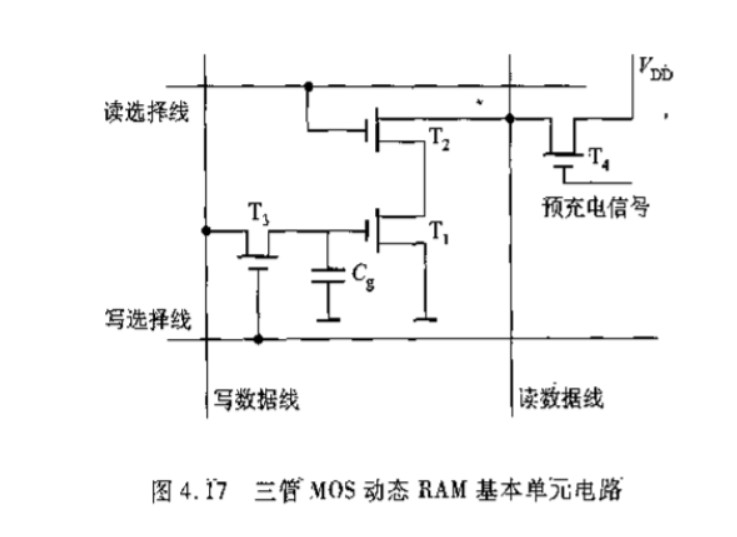 V_DD
读选择线
T_2
T_4
预充电信号
T_3
T_1
C_g
写选择线
写数据线
读数据线
图 4.17 三管 MOS 动态 RAM 基本单元电路